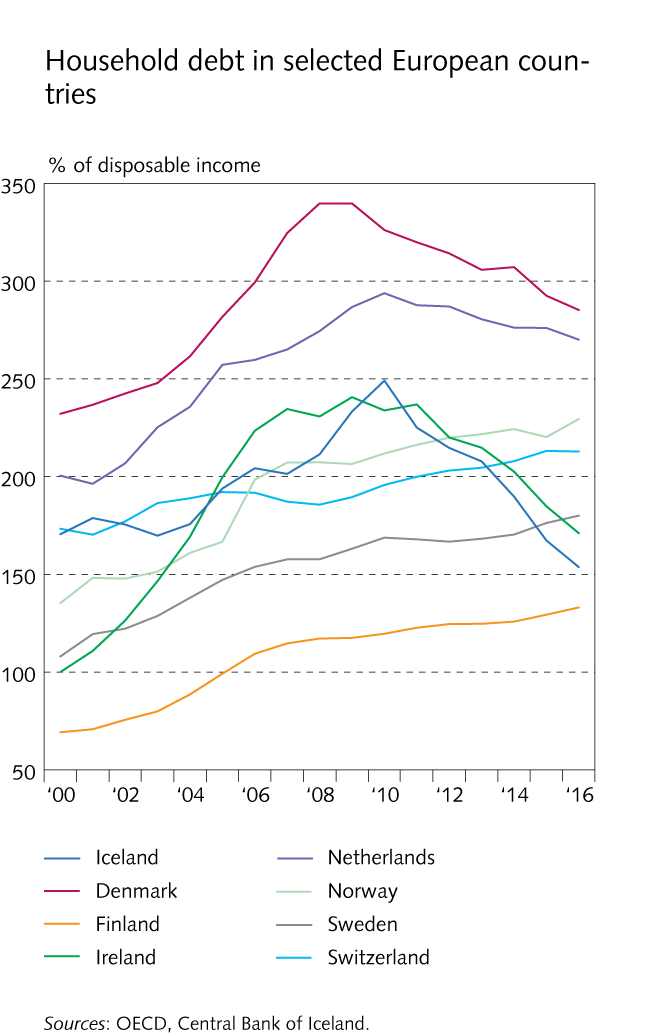 Household debt in selected European coun-
tries
% of disposable income
350
300
250
200
150
100
50
‘00 ‘02 ‘04 ‘06 ‘08 ‘10 ‘12 ‘14 ‘16
Iceland
Denmark
Finland
Ireland
Netherlands
Norway
Sweden
Switzerland
Sources: OECD, Central Bank of Iceland.